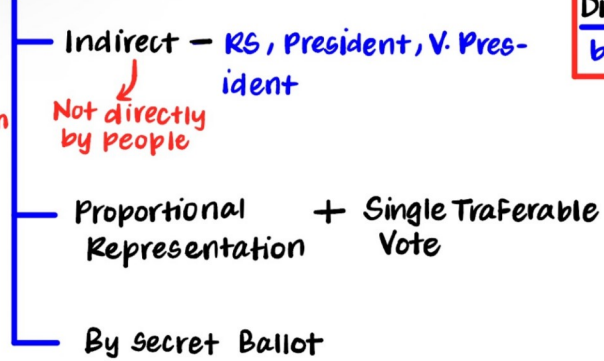 Indirect – RS, President, V. Pres-
ident
Not directly
by people
Proportional + Single Traferable
Representation Vote
By Secret Ballot